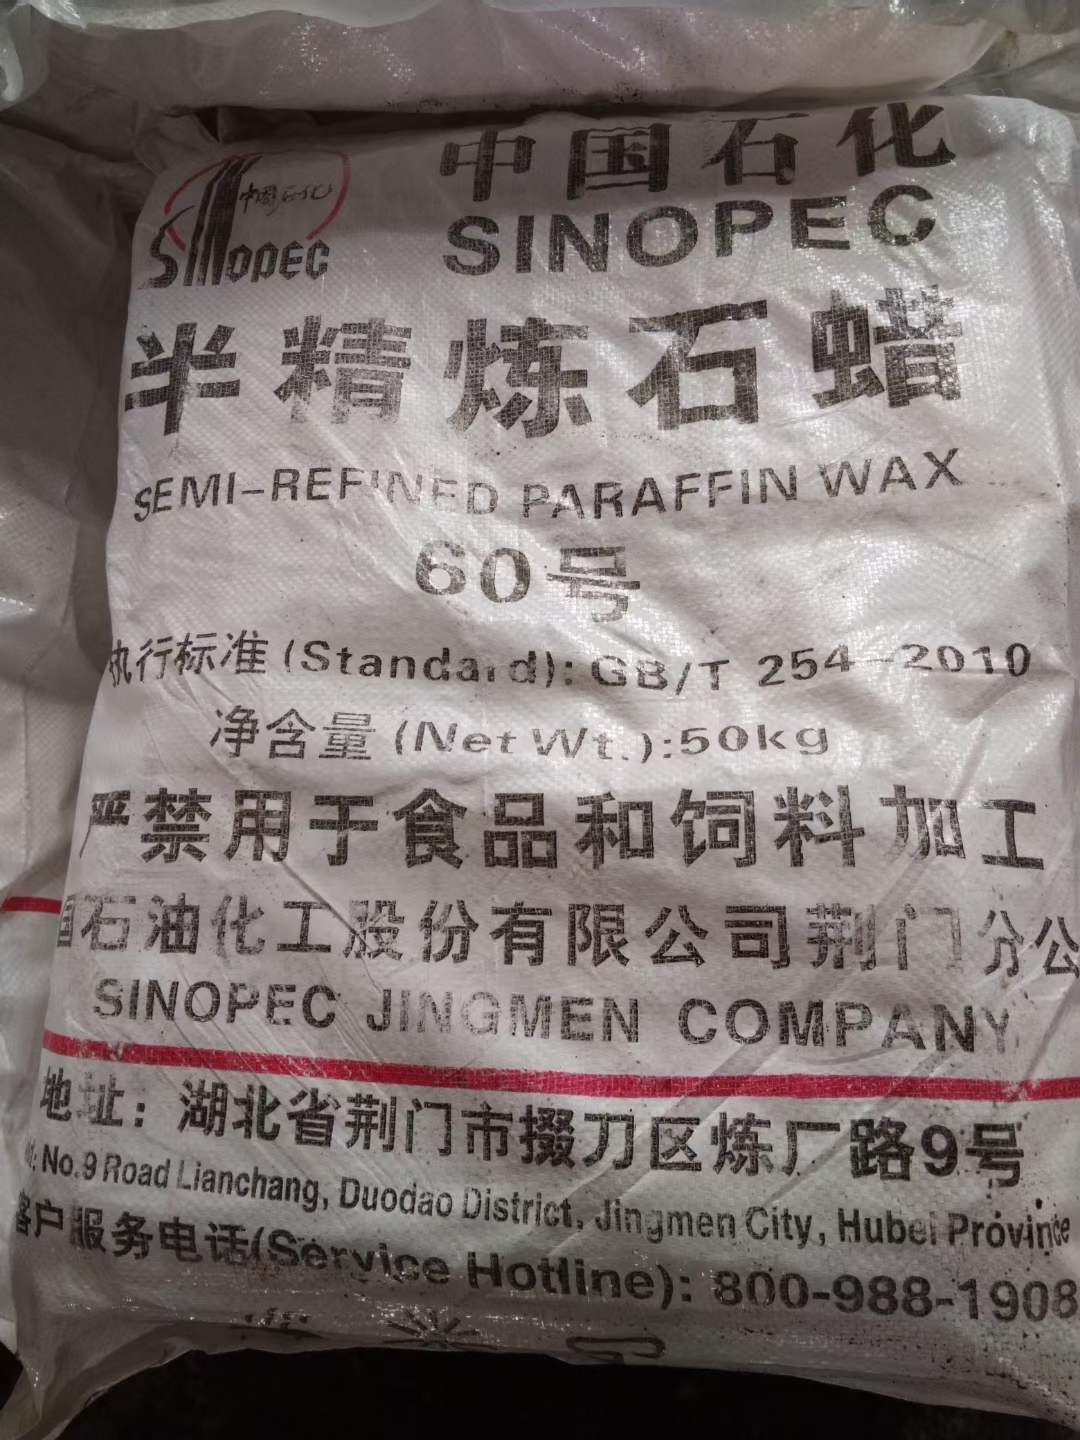 中国石化
SINOPEC
中国石化
SINOPEC
半精炼石蜡
SEMI-REFINED PARAFFIN WAX
60号
执行标准(Standard):GB/T 254-2010
净含量(Net Wt.):50kg
严禁用于食品和饲料加工
国石油化工股份有限公司荆门分公
SINOPEC JINGMEN COMPANY
地址:湖北省荆门市掇刀区炼厂路9号
No.9 Road Lianchang, Duodao District, Jingmen City, Hubei Province
客户服务电话(Service Hotline): 800-988-1908